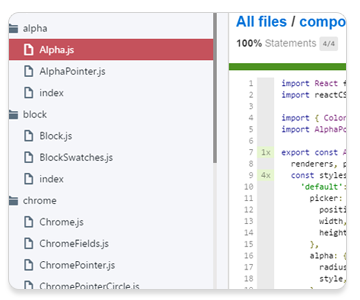 alpha
Alpha.js
AlphaPointer.js
index
block
Block.js
BlockSwatches.js
index
chrome
Chrome.js
ChromeFields.js
ChromePointer.js
ChromePointerCircle.js
All files / compo
100% Statements 4/4
1 import React f
2 import reactCS
3
4 import { Color
5 import AlphaPo
6
7 1x export const A
8 renderers, p
9 4x const styles
10 'default':
11 picker:
12 positi
13 width,
14 height
15 },
16 alpha: {
17 radius
18 style,
19 },